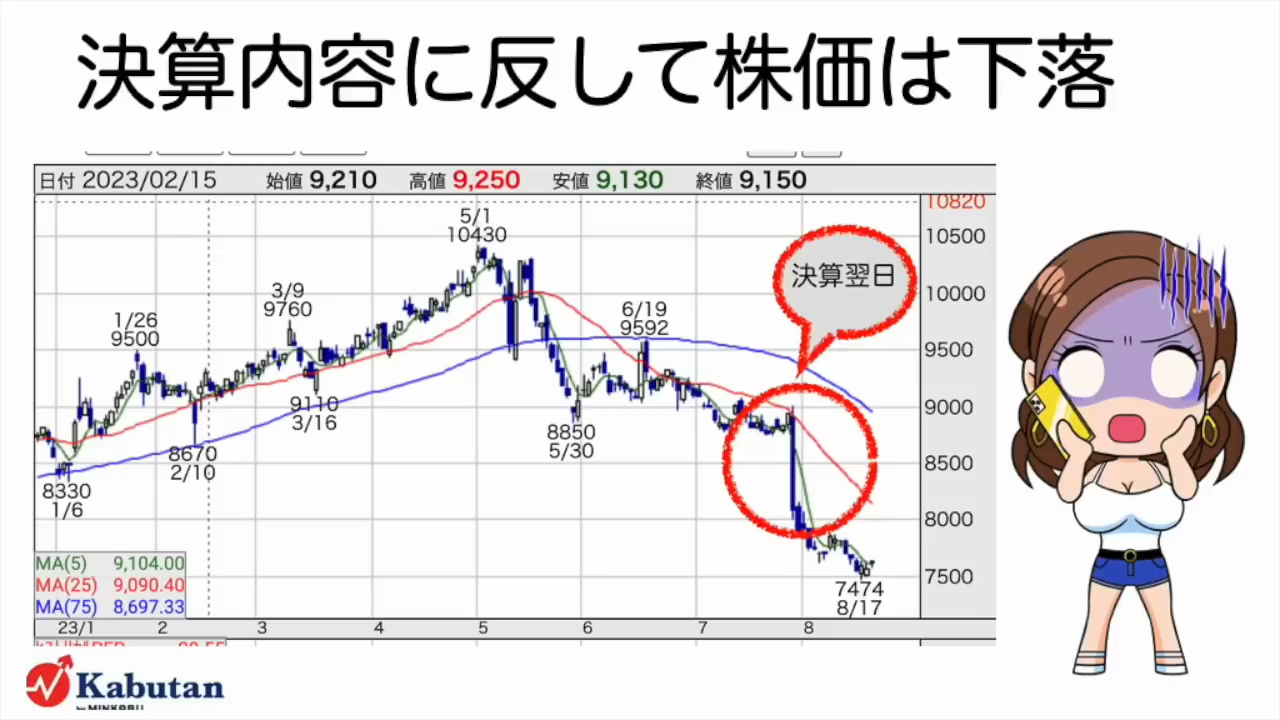 決算内容に反して株価は下落
日付 2023/02/15 始値 9,210 高値 9,250 安値 9,130 終値 9,150
10820
10500
10000
9500
9000
8500
8000
7500
5/1
10430
決算翌日
3/9
9760
6/19
9592
1/26
9500
9110
3/16
8850
5/30
8670
2/10
8330
1/6
7474
8/17
MA(5) 9,104.00
MA(25) 9,090.40
MA(75) 8,697.33
23/1 2 3 4 5 6 7 8
Kabutan
by MINKABU